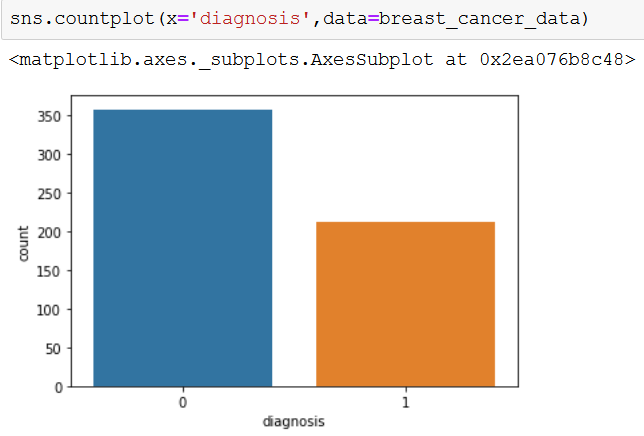 sns.countplot(x='diagnosis',data=breast_cancer_data)
<matplotlib.axes._subplots.AxesSubplot at 0x2ea076b8c48>
350
300
250
200
150
100
50
0
count
0 1
diagnosis